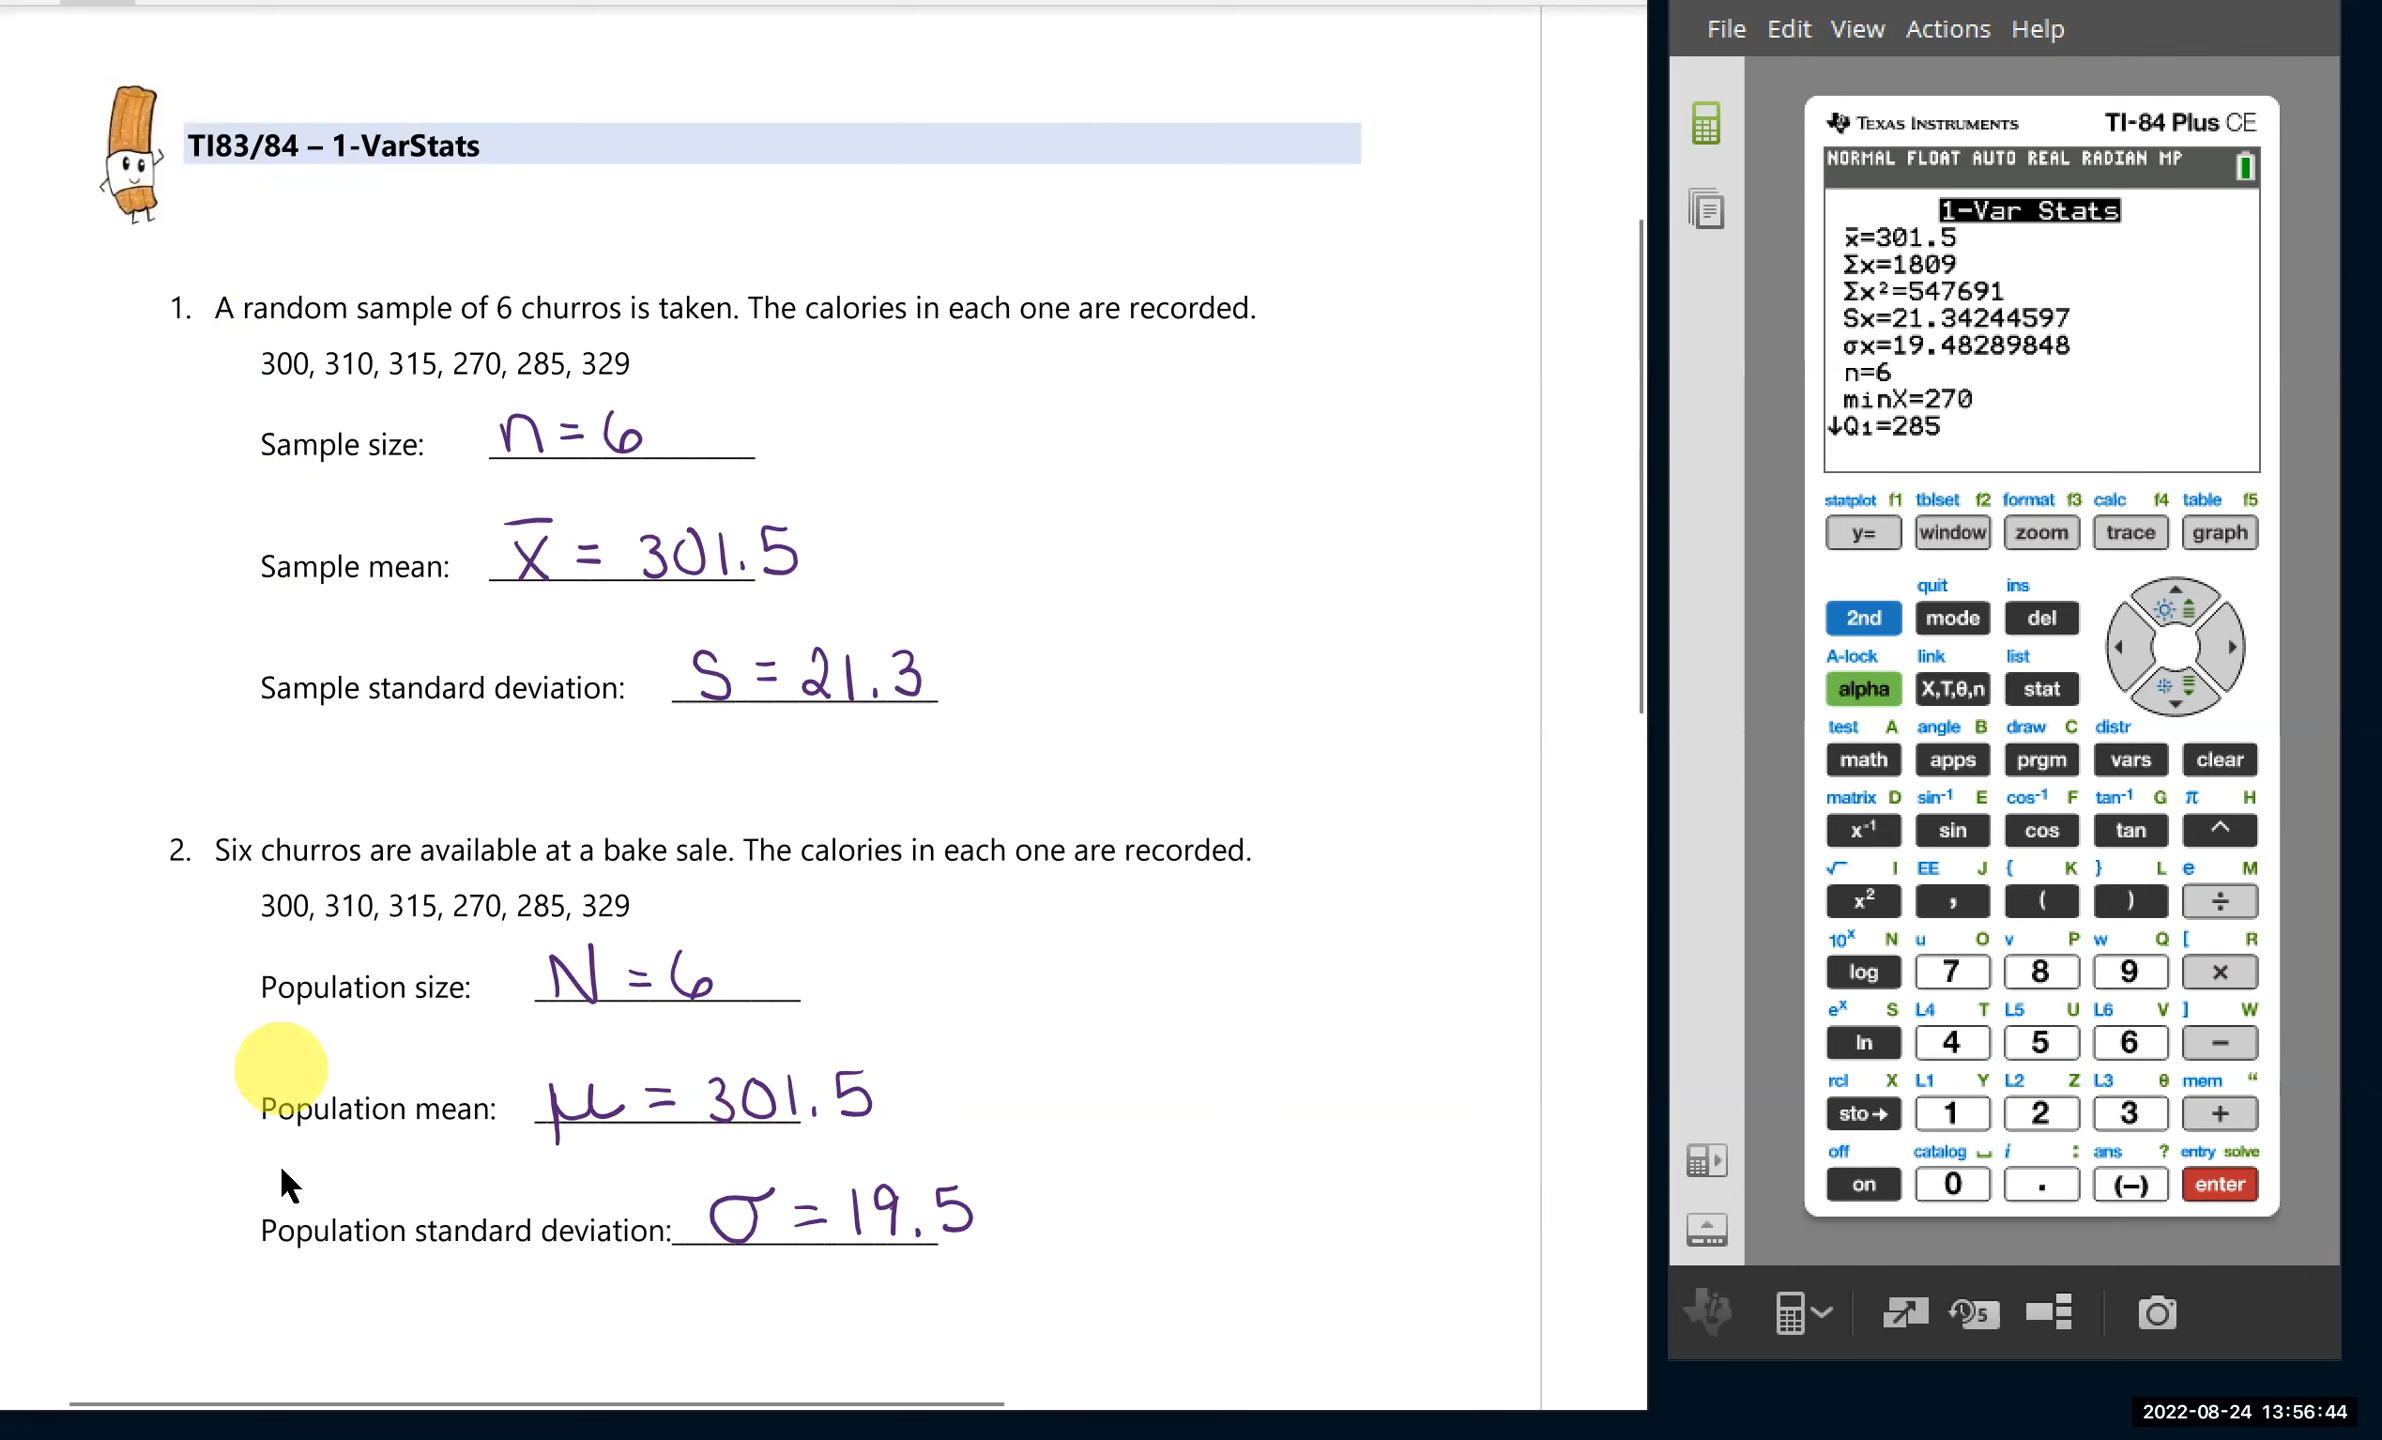 TI83/84 – 1-VarStats
1. A random sample of 6 churros is taken. The calories in each one are recorded.
300, 310, 315, 270, 285, 329
Sample size: n = 6
Sample mean: x̄ = 301.5
Sample standard deviation: S = 21.3
2. Six churros are available at a bake sale. The calories in each one are recorded.
300, 310, 315, 270, 285, 329
Population size: N = 6
Population mean: μ = 301.5
Population standard deviation: σ = 19.5
File Edit View Actions Help
TEXAS INSTRUMENTS TI-84 Plus CE
NORMAL FLOAT AUTO REAL RADIAN MP
1-Var Stats
x̄=301.5
Σx=1809
Σx²=547691
Sx=21.34244597
σx=19.48289848
n=6
minX=270
↓Q₁=285
statplot f1 tblset f2 format f3 calc f4 table f5
y= window zoom trace graph
quit ins
2nd mode del
A-lock link list
alpha X,T,θ,n stat
test A angle B draw C distr
math apps prgm vars clear
matrix D sin⁻¹ E cos⁻¹ F tan⁻¹ G π H
x⁻¹ sin cos tan ^
√ I EE J { K } L e M
x² , ( ) ÷
10ˣ N u O v P w Q [ R
log 7 8 9 ×
eˣ S L4 T L5 U L6 V ] W
ln 4 5 6 −
rcl X L1 Y L2 Z L3 θ mem “
sto→ 1 2 3 +
off catalog ⎵ i : ans ? entry solve
on 0 . (–) enter
5
2022-08-24 13:56:44